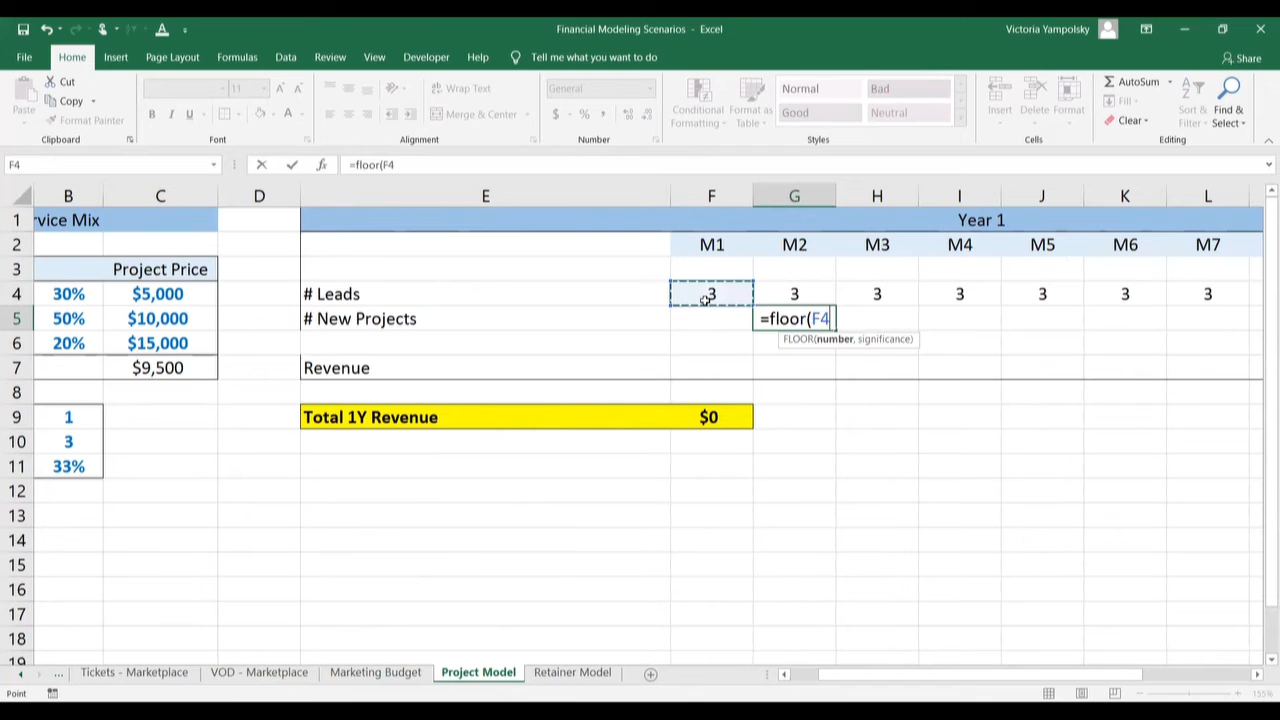 Financial Modeling Scenarios - Excel
Victoria Yampolsky
File Home Insert Page Layout Formulas Data Review View Developer Help Tell me what you want to do Share
Paste Cut Copy Format Painter
11
B I U
Wrap Text
Merge & Center
General
$ % ,
Conditional Formatting Format as Table
Normal Bad
Good Neutral
Insert Delete Format
AutoSum
Fill
Clear
Sort & Filter Find & Select
Clipboard Font Alignment Number Styles Cells Editing
F4 fx =floor(F4
B C D E F G H I J K L
1 rvice Mix Year 1
2 M1 M2 M3 M4 M5 M6 M7
3 Project Price
4 30% $5,000 # Leads 3 3 3 3 3 3 3
5 50% $10,000 # New Projects =floor(F4
FLOOR(number, significance)
6 20% $15,000
7 $9,500 Revenue
8
9 1 Total 1Y Revenue $0
10 3
11 33%
12
13
14
15
16
17
18
19
... Tickets - Marketplace VOD - Marketplace Marketing Budget Project Model Retainer Model
Point 155%